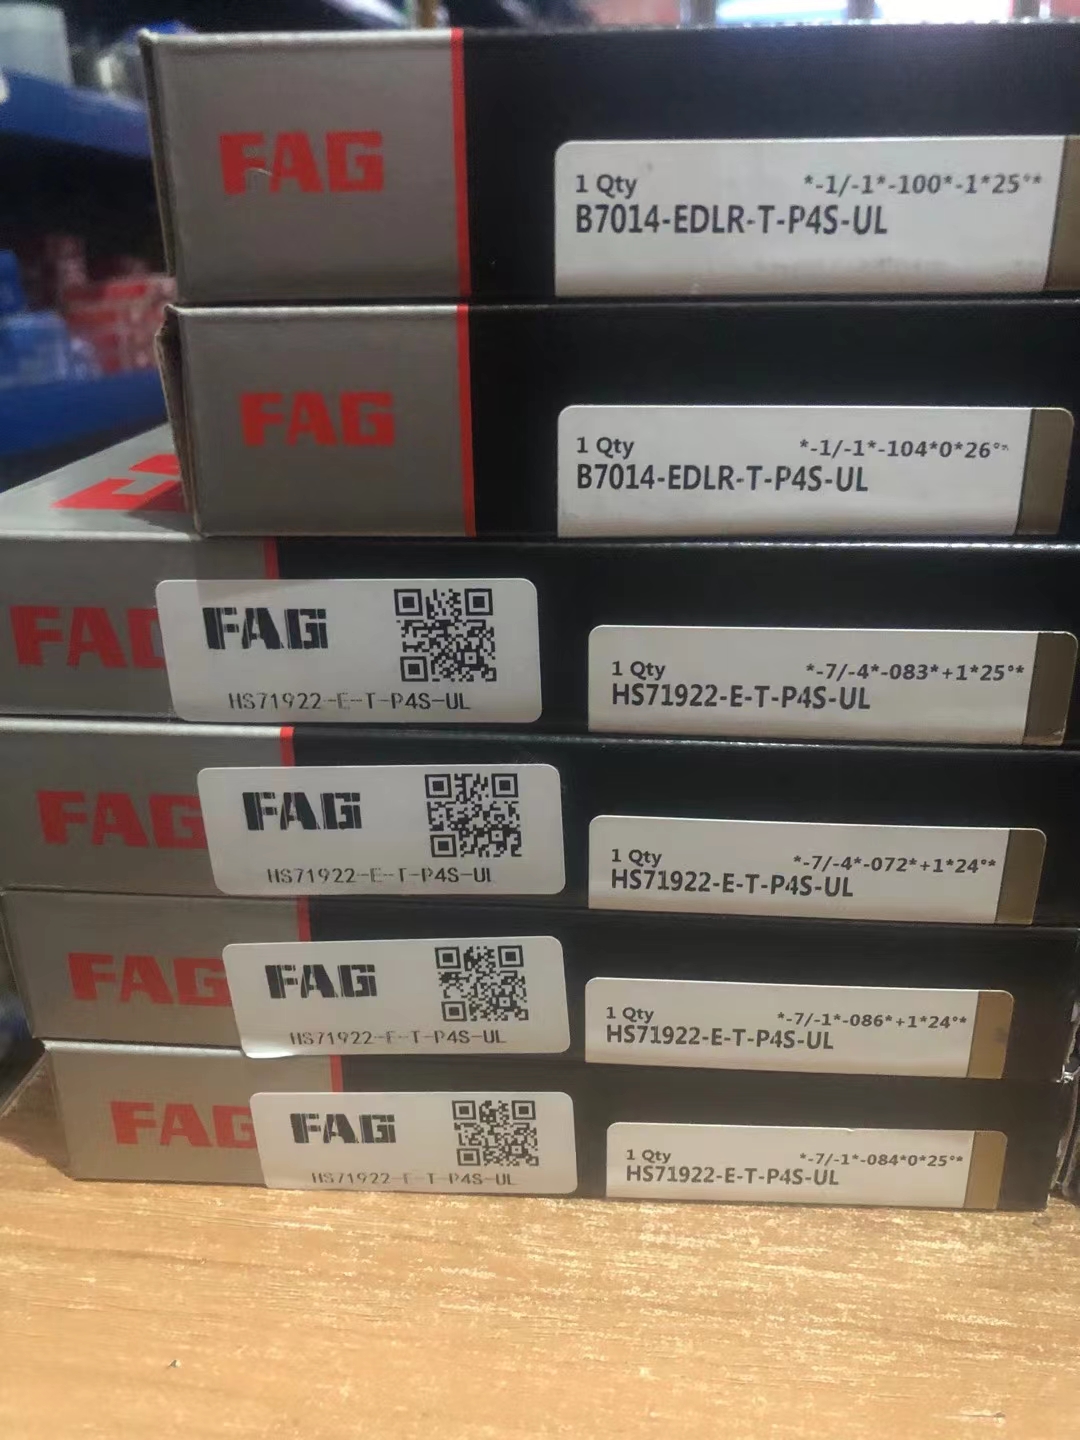 FAG
1 Qty *-1/-1*-100*-1*25°*
B7014-EDLR-T-P4S-UL
FAG
1 Qty *-1/-1*-104*0*26°*
B7014-EDLR-T-P4S-UL
FAG
FAG
HS71922-E-T-P4S-UL
1 Qty *-7/-4*-083*+1*25°*
HS71922-E-T-P4S-UL
FAG
FAG
HS71922-E-T-P4S-UL
1 Qty *-7/-4*-072*+1*24°*
HS71922-E-T-P4S-UL
FAG
FAG
HS71922-E-T-P4S-UL
1 Qty *-7/-1*-086*+1*24°*
HS71922-E-T-P4S-UL
FAG
FAG
HS71922-E-T-P4S-UL
1 Qty *-7/-1*-084*0*25°*
HS71922-E-T-P4S-UL